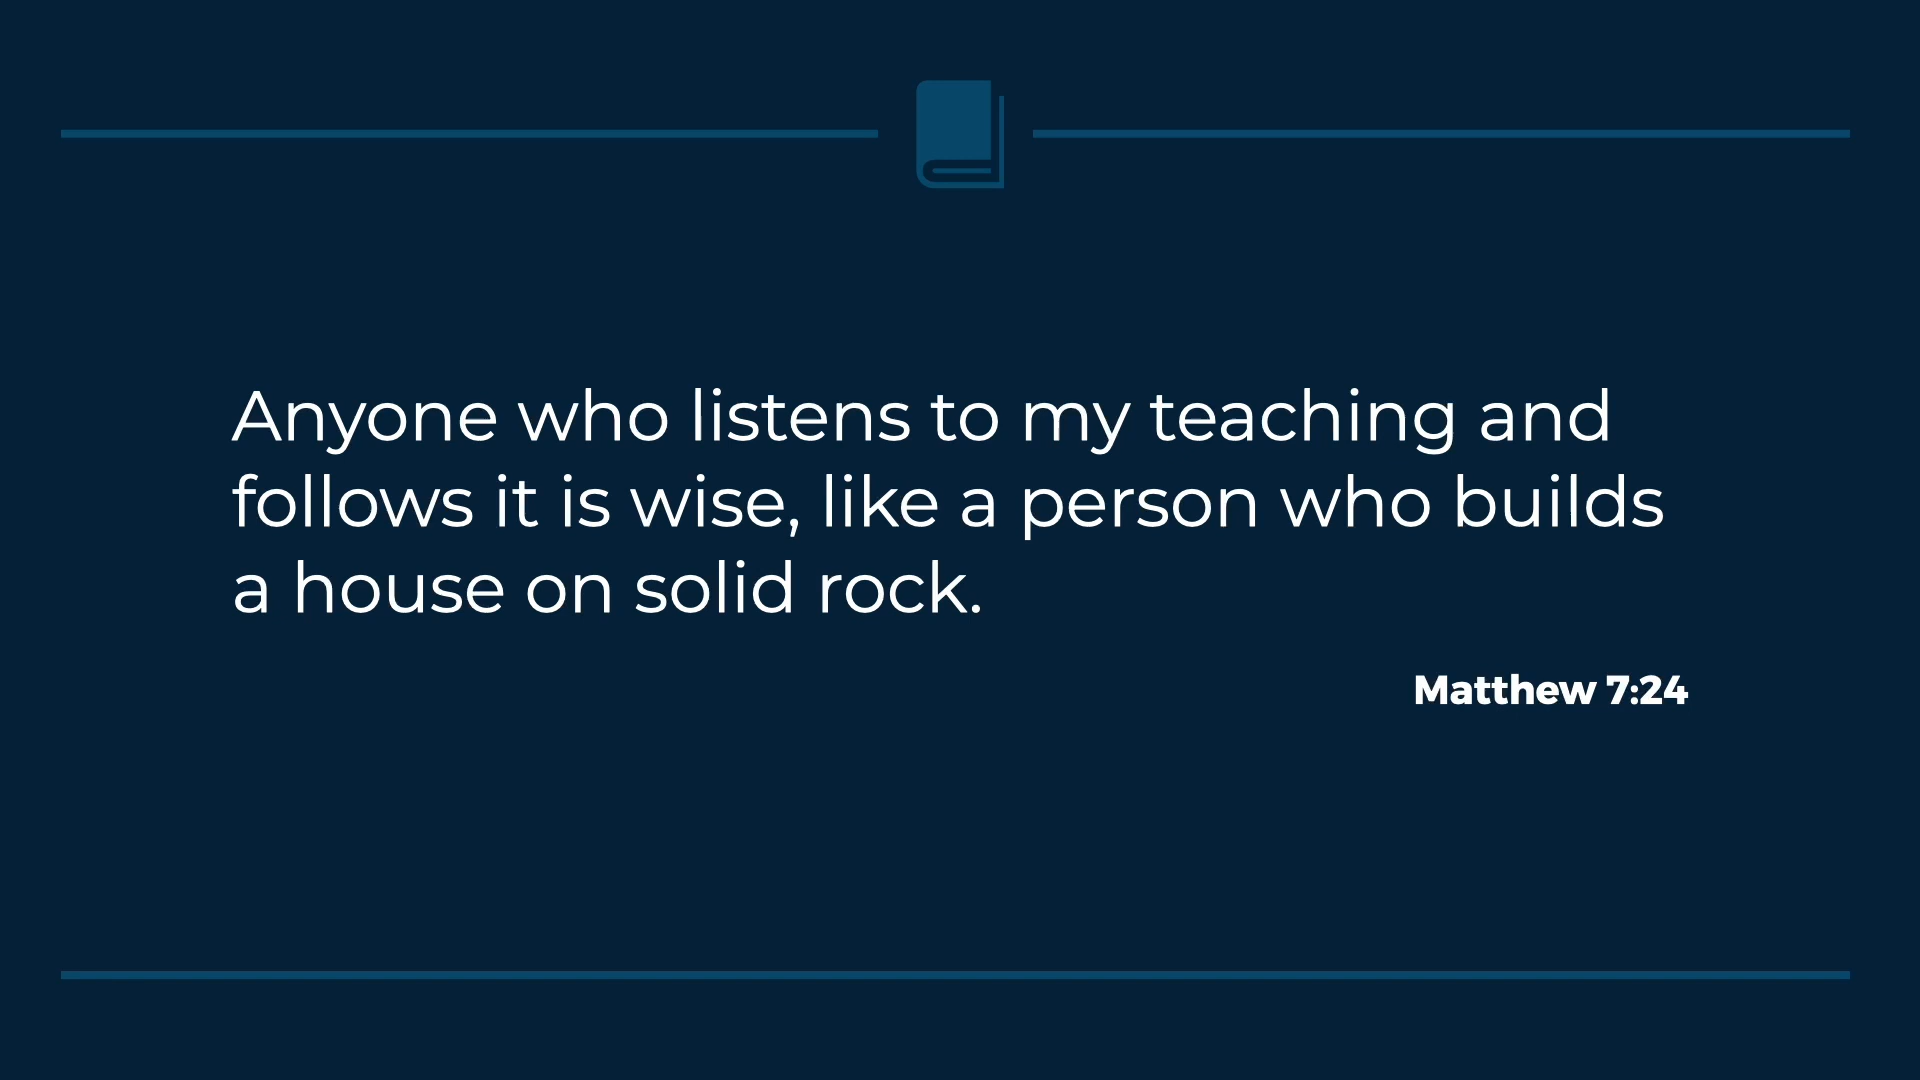 Anyone who listens to my teaching and
follows it is wise, like a person who builds
a house on solid rock.
Matthew 7:24